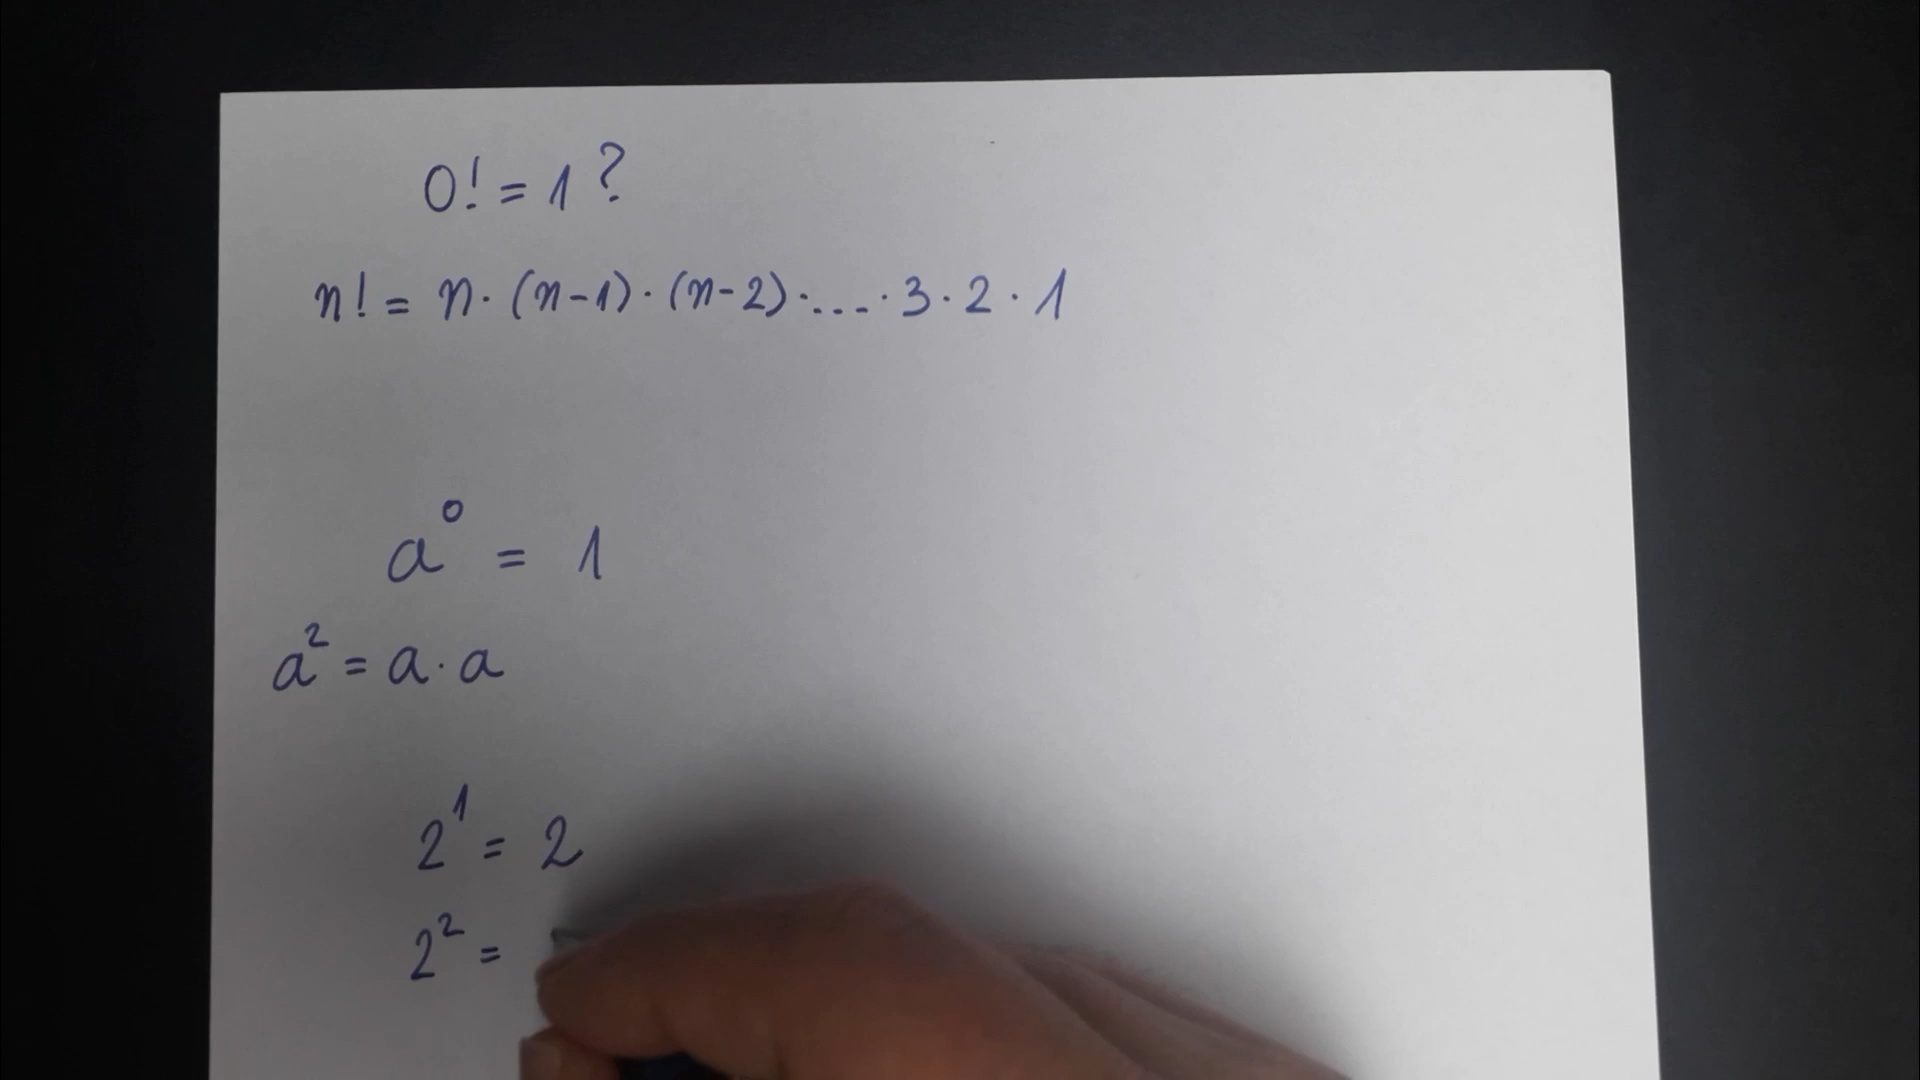 0! = 1 ?
n! = n · (n-1) · (n-2) · ... · 3 · 2 · 1
a⁰ = 1
a² = a · a
2¹ = 2
2² =